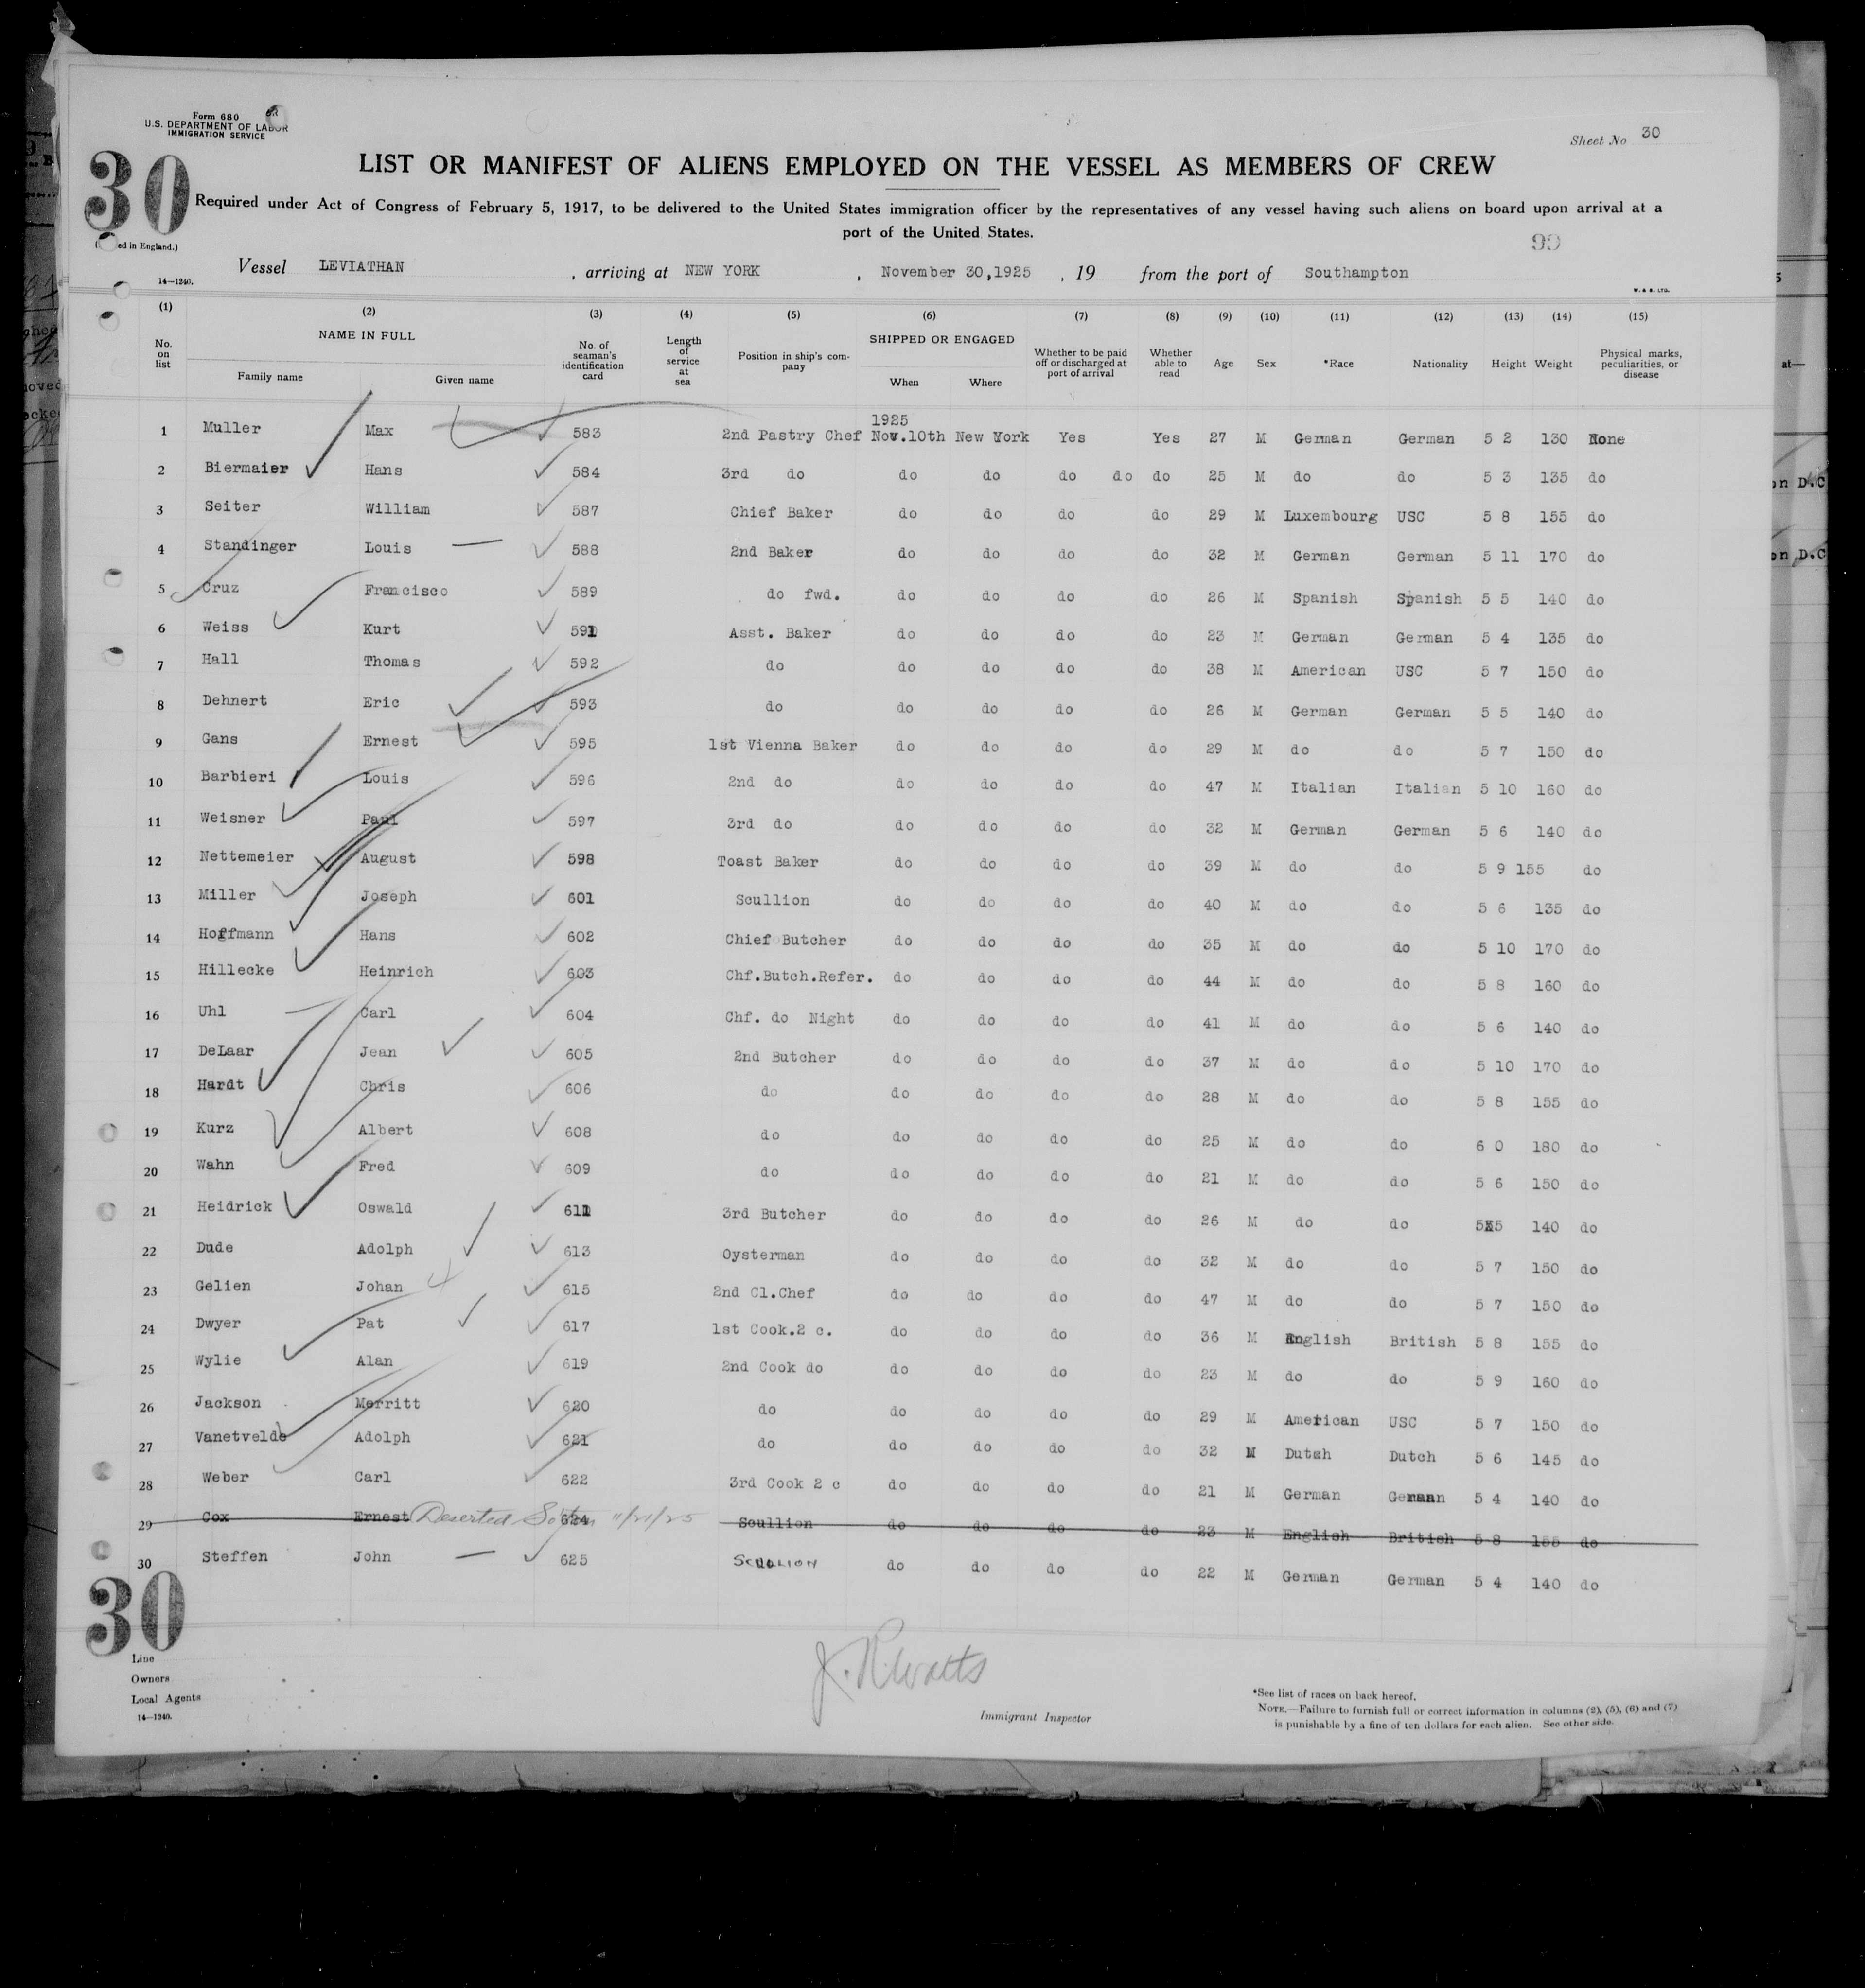 Form 680
U.S. DEPARTMENT OF LABOR
IMMIGRATION SERVICE
Sheet No 30
30
LIST OR MANIFEST OF ALIENS EMPLOYED ON THE VESSEL AS MEMBERS OF CREW
Required under Act of Congress of February 5, 1917, to be delivered to the United States immigration officer by the representatives of any vessel having such aliens on board upon arrival at a
port of the United States.
ed in England.)
99
Vessel LEVIATHAN , arriving at NEW YORK , November 30,1925 , 19 from the port of Southampton
14—1240.
W. & S. LTD.
(1) (2) (3) (4) (5) (6) (7) (8) (9) (10) (11) (12) (13) (14) (15)
No. on list NAME IN FULL Family name Given name No. of seaman's identification card Length of service at sea Position in ship's company SHIPPED OR ENGAGED When Where Whether to be paid off or discharged at port of arrival Whether able to read Age Sex *Race Nationality Height Weight Physical marks, peculiarities, or disease
1925
1 Muller Max 583 2nd Pastry Chef Nov.10th New York Yes Yes 27 M German German 5 2 130 None
2 Biermaier Hans 584 3rd do do do do do do 25 M do do 5 3 135 do
3 Seiter William 587 Chief Baker do do do do 29 M Luxembourg USC 5 8 155 do
4 Standinger Louis 588 2nd Baker do do do do 32 M German German 5 11 170 do
5 Cruz Francisco 589 do fwd. do do do do 26 M Spanish Spanish 5 5 140 do
6 Weiss Kurt 591 Asst. Baker do do do do 23 M German German 5 4 135 do
7 Hall Thomas 592 do do do do do 38 M American USC 5 7 150 do
8 Dehnert Eric 593 do do do do do 26 M German German 5 5 140 do
9 Gans Ernest 595 1st Vienna Baker do do do do 29 M do do 5 7 150 do
10 Barbieri Louis 596 2nd do do do do do 47 M Italian Italian 5 10 160 do
11 Weisner Paul 597 3rd do do do do do 32 M German German 5 6 140 do
12 Nettemeier August 598 Toast Baker do do do do 39 M do do 5 9 155 do
13 Miller Joseph 601 Scullion do do do do 40 M do do 5 6 135 do
14 Hoffmann Hans 602 Chief Butcher do do do do 35 M do do 5 10 170 do
15 Hillecke Heinrich 603 Chf.Butch.Refer. do do do do 44 M do do 5 8 160 do
16 Uhl Carl 604 Chf. do Night do do do do 41 M do do 5 6 140 do
17 DeLaar Jean 605 2nd Butcher do do do do 37 M do do 5 10 170 do
18 Hardt Chris 606 do do do do do 28 M do do 5 8 155 do
19 Kurz Albert 608 do do do do do 25 M do do 6 0 180 do
20 Wahn Fred 609 do do do do do 21 M do do 5 6 150 do
21 Heidrick Oswald 611 3rd Butcher do do do do 26 M do do 5 5 140 do
22 Dude Adolph 613 Oysterman do do do do 32 M do do 5 7 150 do
23 Gelien Johan 615 2nd Cl.Chef do do do do 47 M do do 5 7 150 do
24 Dwyer Pat 617 1st Cook.2 c. do do do do 36 M English British 5 8 155 do
25 Wylie Alan 619 2nd Cook do do do do do 23 M do do 5 9 160 do
26 Jackson Merritt 620 do do do do do 29 M American USC 5 7 150 do
27 Vanetvelde Adolph 621 do do do do do 32 M Dutch Dutch 5 6 145 do
28 Weber Carl 622 3rd Cook 2 c do do do do 21 M German German 5 4 140 do
29 Cox Ernest Deserted 624 11/21/25 Scullion do do do do 23 M English British 5 8 155 do
30 Steffen John 625 SCULLION do do do do 22 M German German 5 4 140 do
30
Line
Owners
Local Agents
14—1240.
Immigrant Inspector
*See list of races on back hereof.
NOTE.—Failure to furnish full or correct information in columns (2), (5), (6) and (7)
is punishable by a fine of ten dollars for each alien. See other side.
on D.C
on D.C
at—